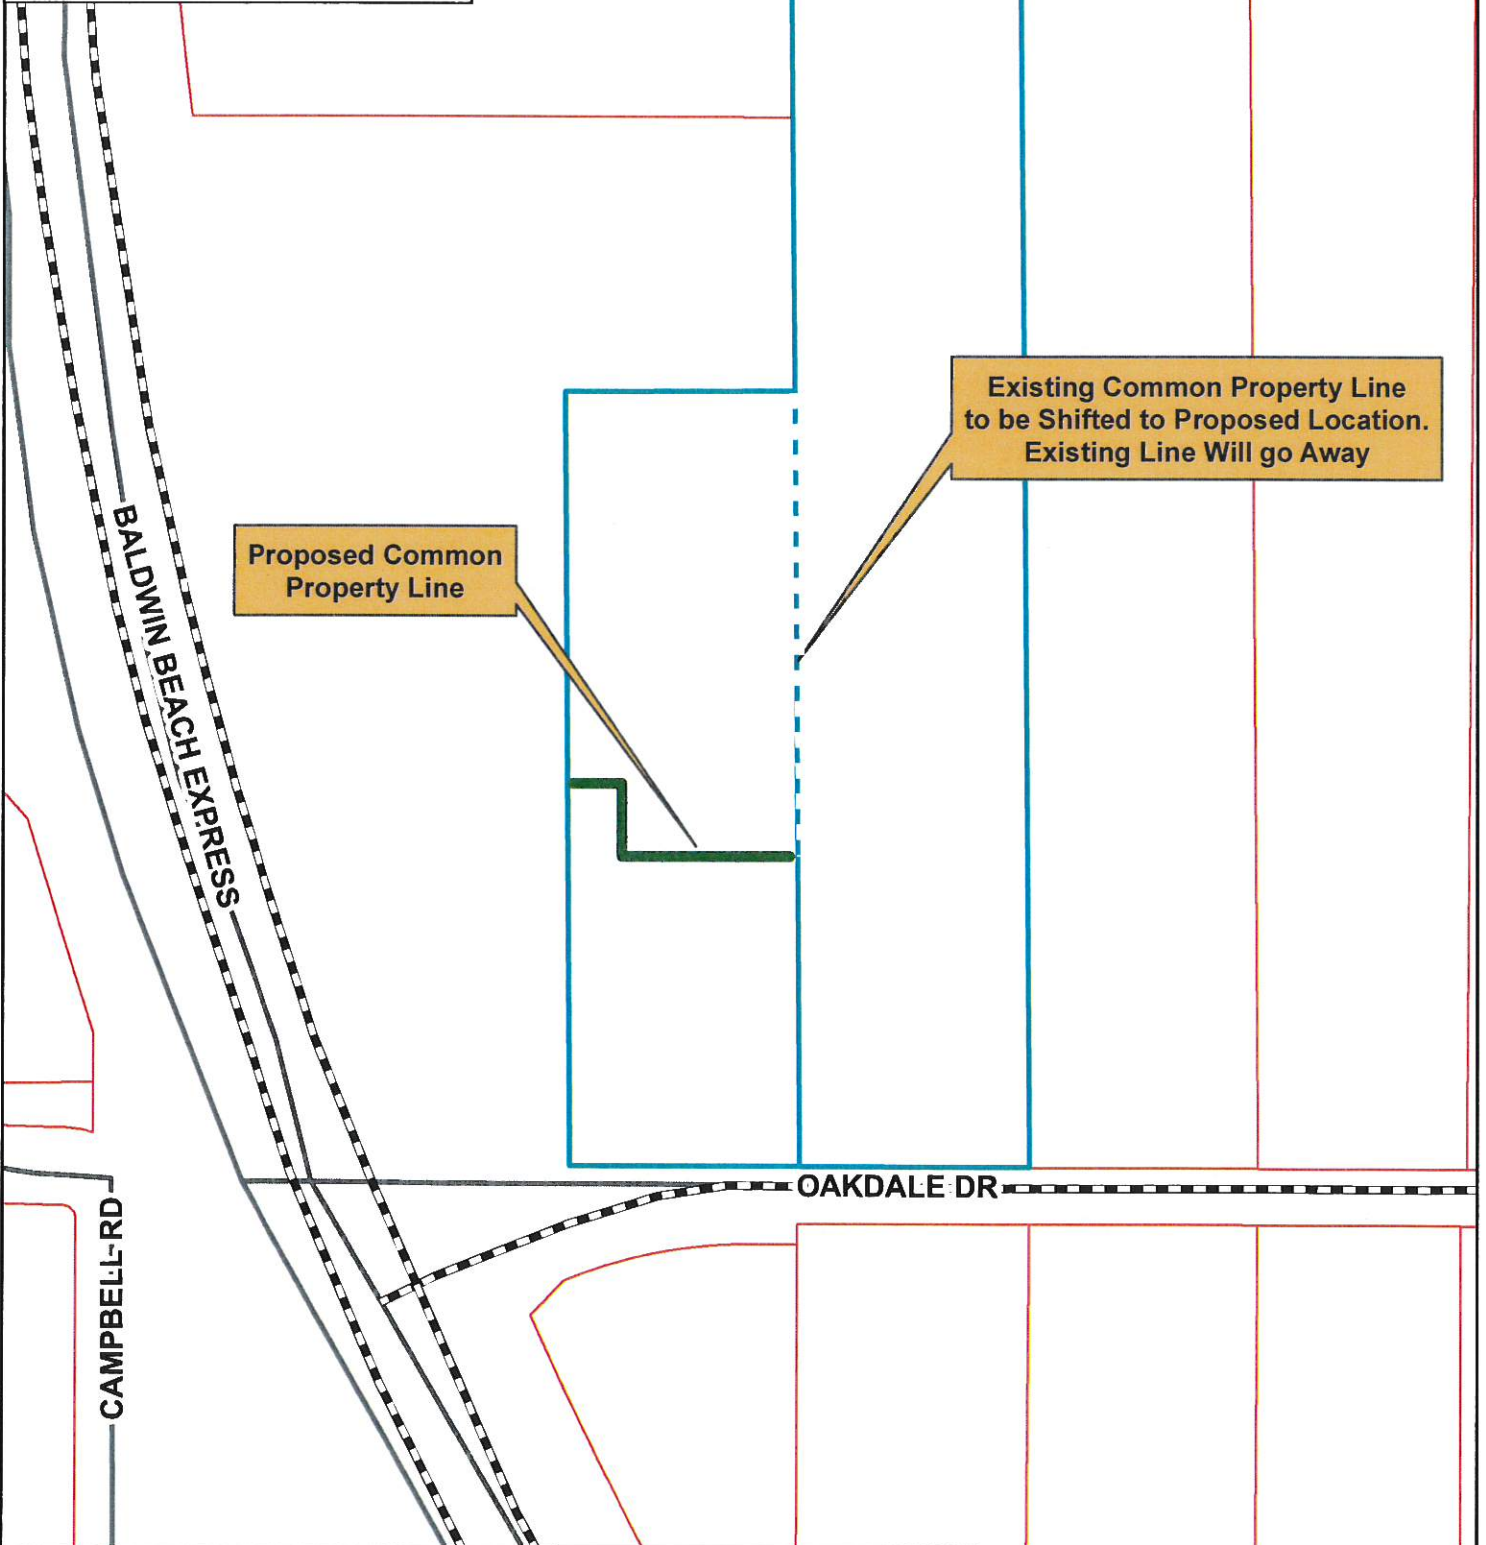 Existing Common Property Line
to be Shifted to Proposed Location.
Existing Line Will go Away
Proposed Common
Property Line
BALDWIN BEACH EXPRESS
OAKDALE DR
CAMPBELL RD